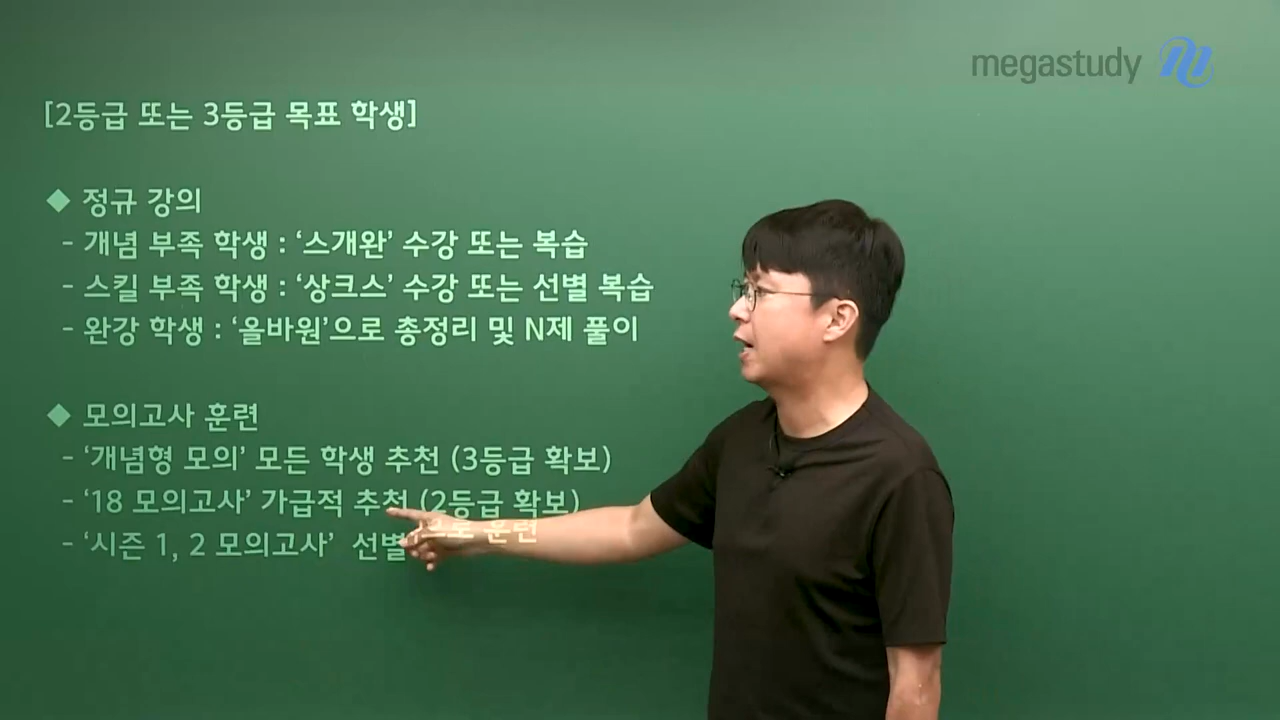 megastudy
[2등급 또는 3등급 목표 학생]
◆ 정규 강의
- 개념 부족 학생 : ‘스개완’ 수강 또는 복습
- 스킬 부족 학생 : ‘상크스’ 수강 또는 선별 복습
- 완강 학생 : ‘올바원’으로 총정리 및 N제 풀이
◆ 모의고사 훈련
- ‘개념형 모의’ 모든 학생 추천 (3등급 확보)
- ‘18 모의고사’ 가급적 추천 (2등급 확보)
- ‘시즌 1, 2 모의고사’ 선별적으로 훈련